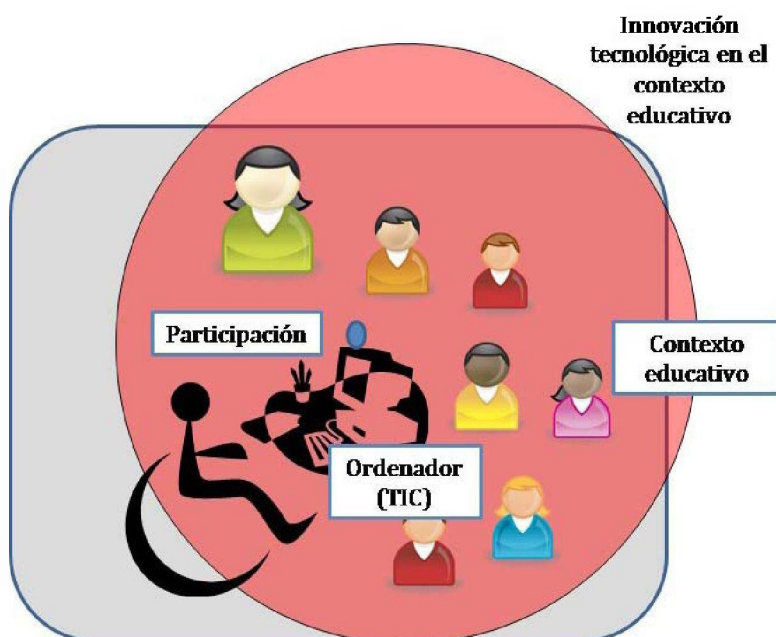 Innovación
tecnológica en el
contexto
educativo
Participación
Contexto
educativo
Ordenador
(TIC)